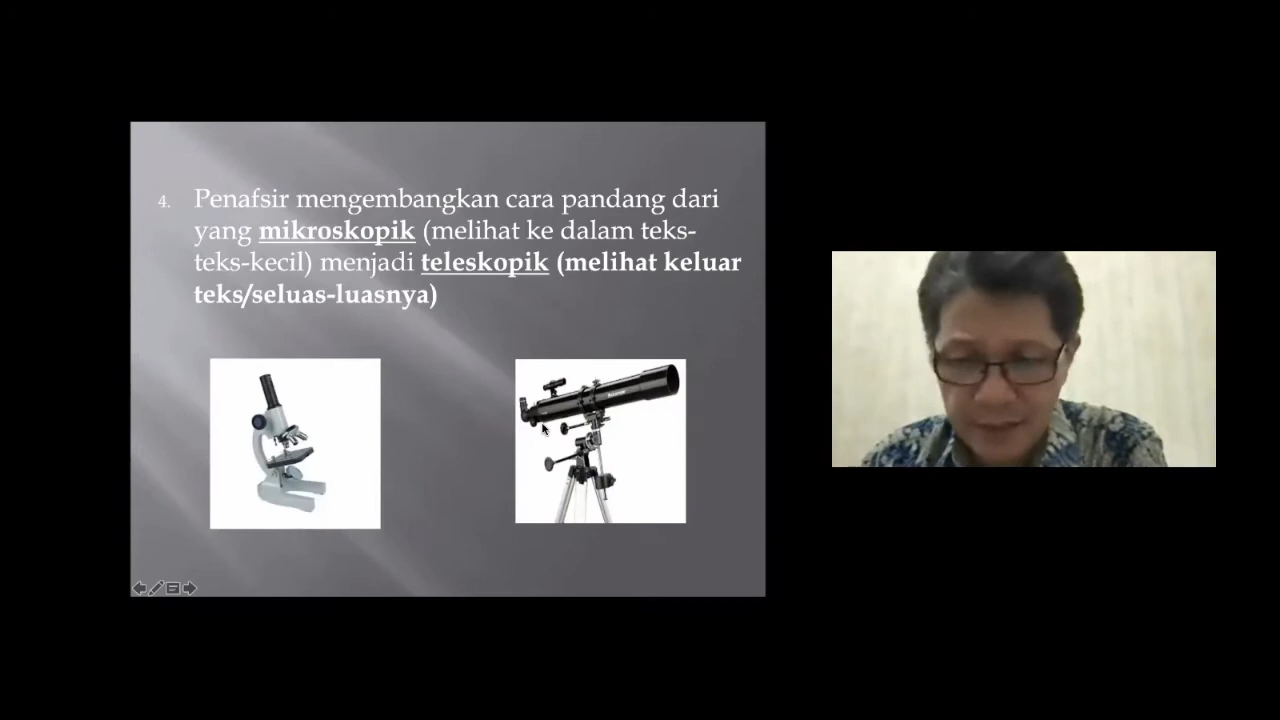 4. Penafsir mengembangkan cara pandang dari
yang mikroskopik (melihat ke dalam teks-
teks-kecil) menjadi teleskopik (melihat keluar
teks/seluas-luasnya)